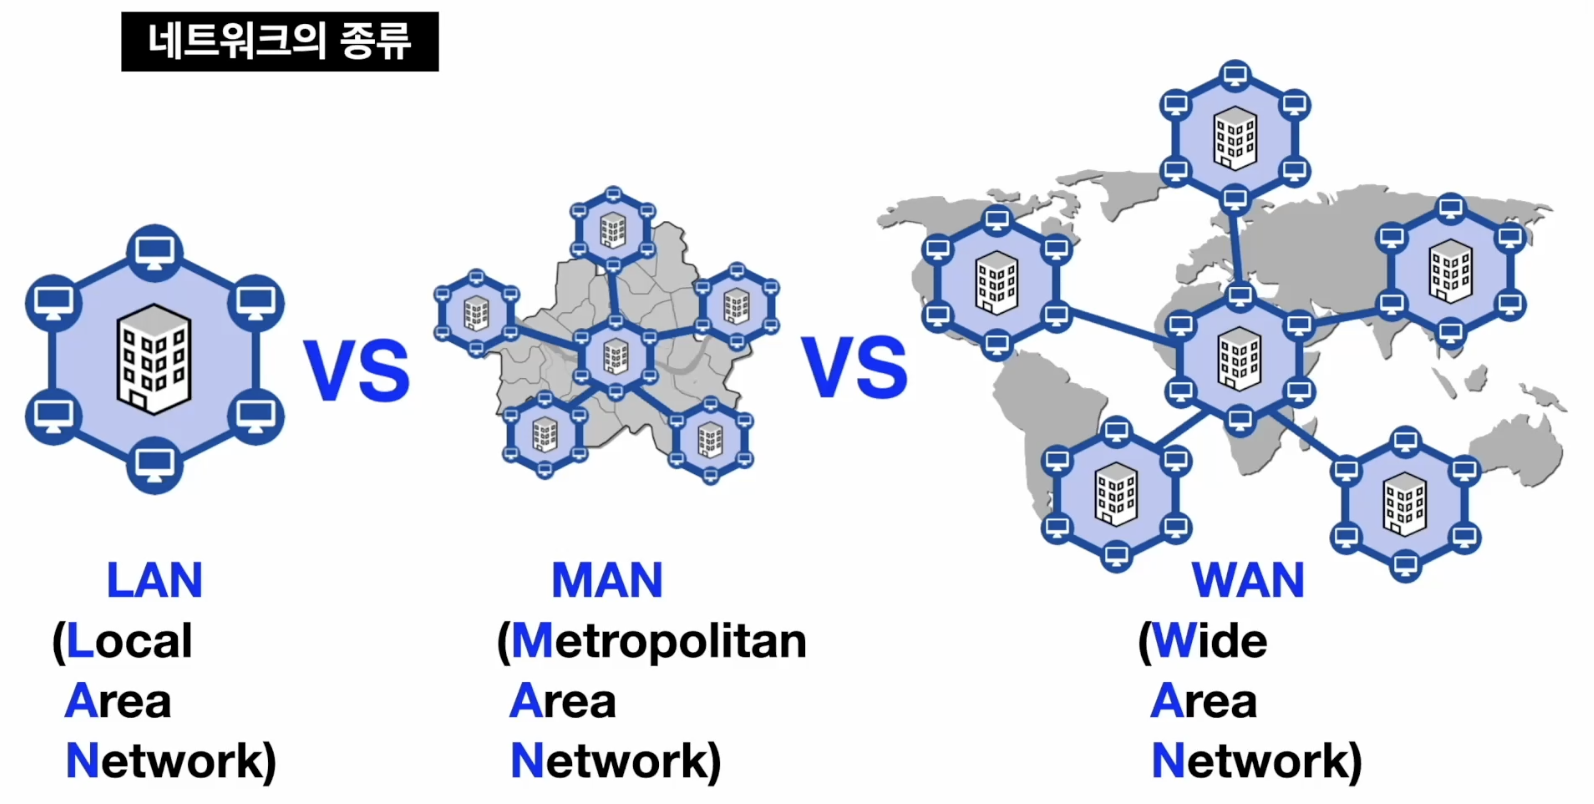 네트워크의 종류
VS
VS
LAN
(Local
Area
Network)
MAN
(Metropolitan
Area
Network)
WAN
(Wide
Area
Network)